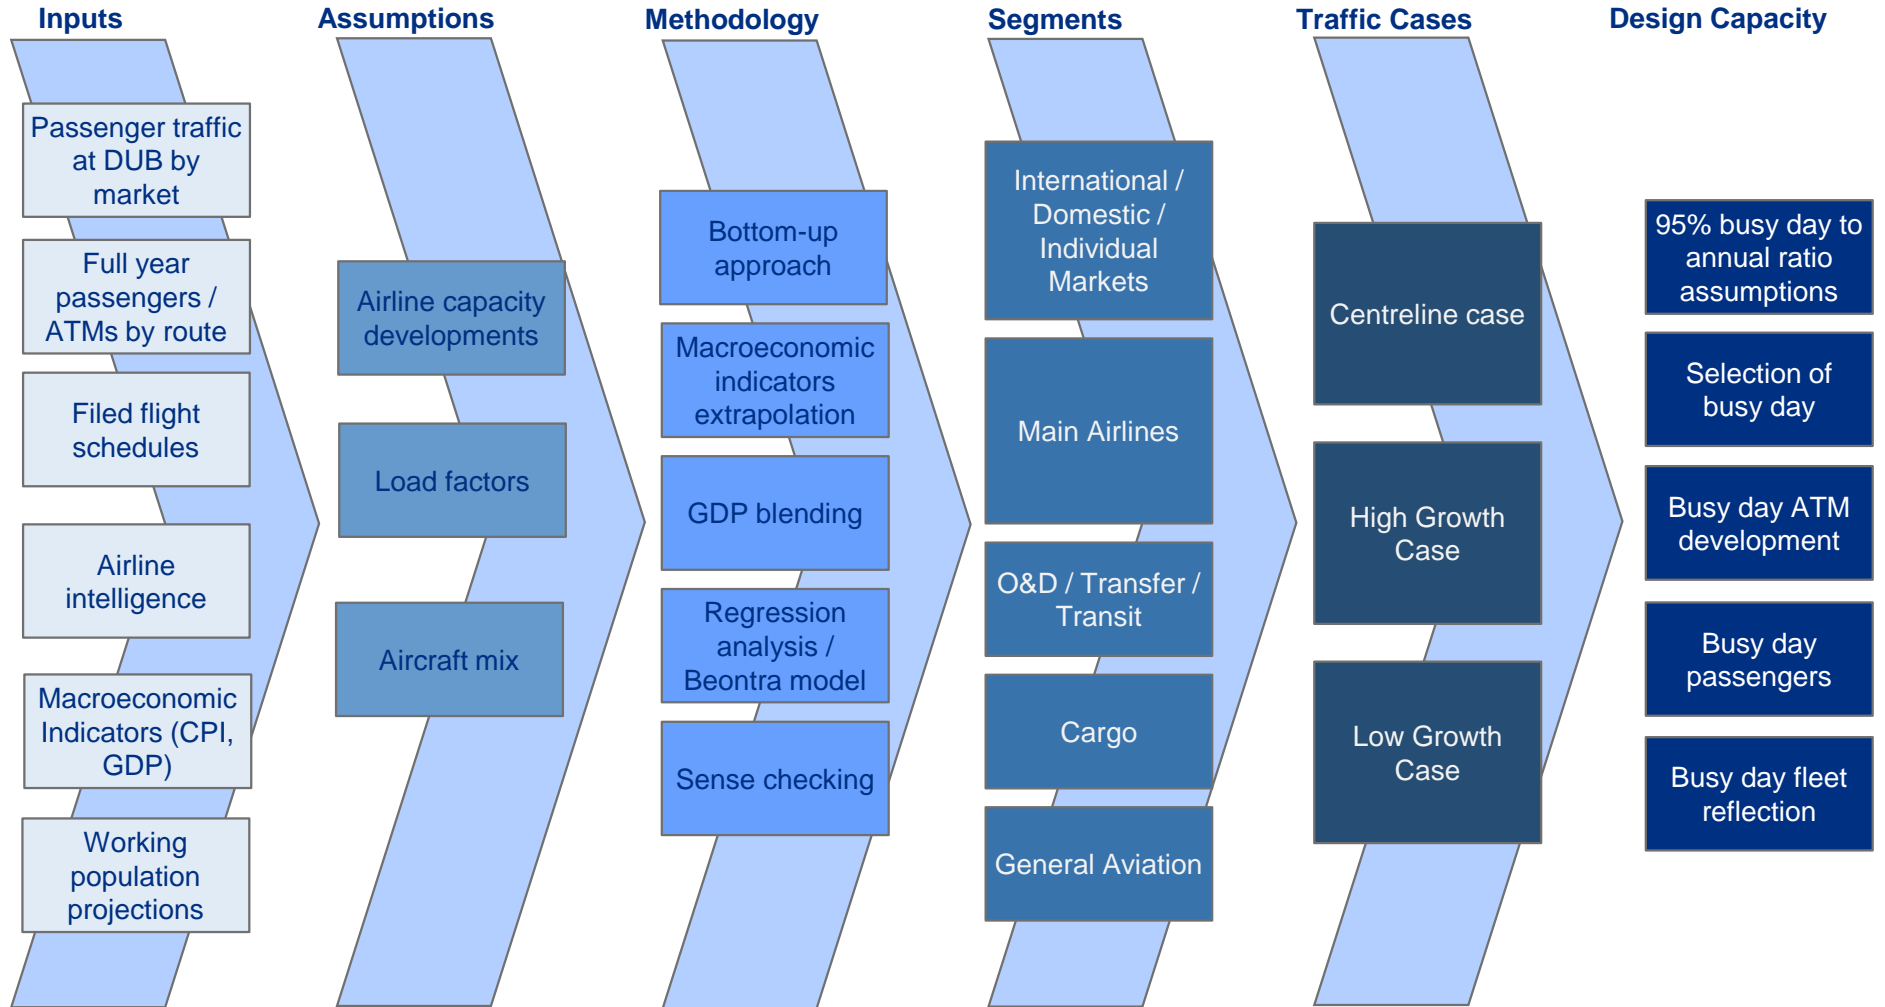 Inputs
Passenger traffic
at DUB by
market
Full year
passengers /
ATMs by route
Filed flight
schedules
Airline
intelligence
Macroeconomic
Indicators (CPI,
GDP)
Working
population
projections
Assumptions
Airline capacity
developments
Load factors
Aircraft mix
Methodology
Bottom-up
approach
Macroeconomic
indicators
extrapolation
GDP blending
Regression
analysis /
Beontra model
Sense checking
Segments
International /
Domestic /
Individual
Markets
Main Airlines
O&D / Transfer /
Transit
Cargo
General Aviation
Traffic Cases
Centreline case
High Growth
Case
Low Growth
Case
Design Capacity
95% busy day to
annual ratio
assumptions
Selection of
busy day
Busy day ATM
development
Busy day
passengers
Busy day fleet
reflection